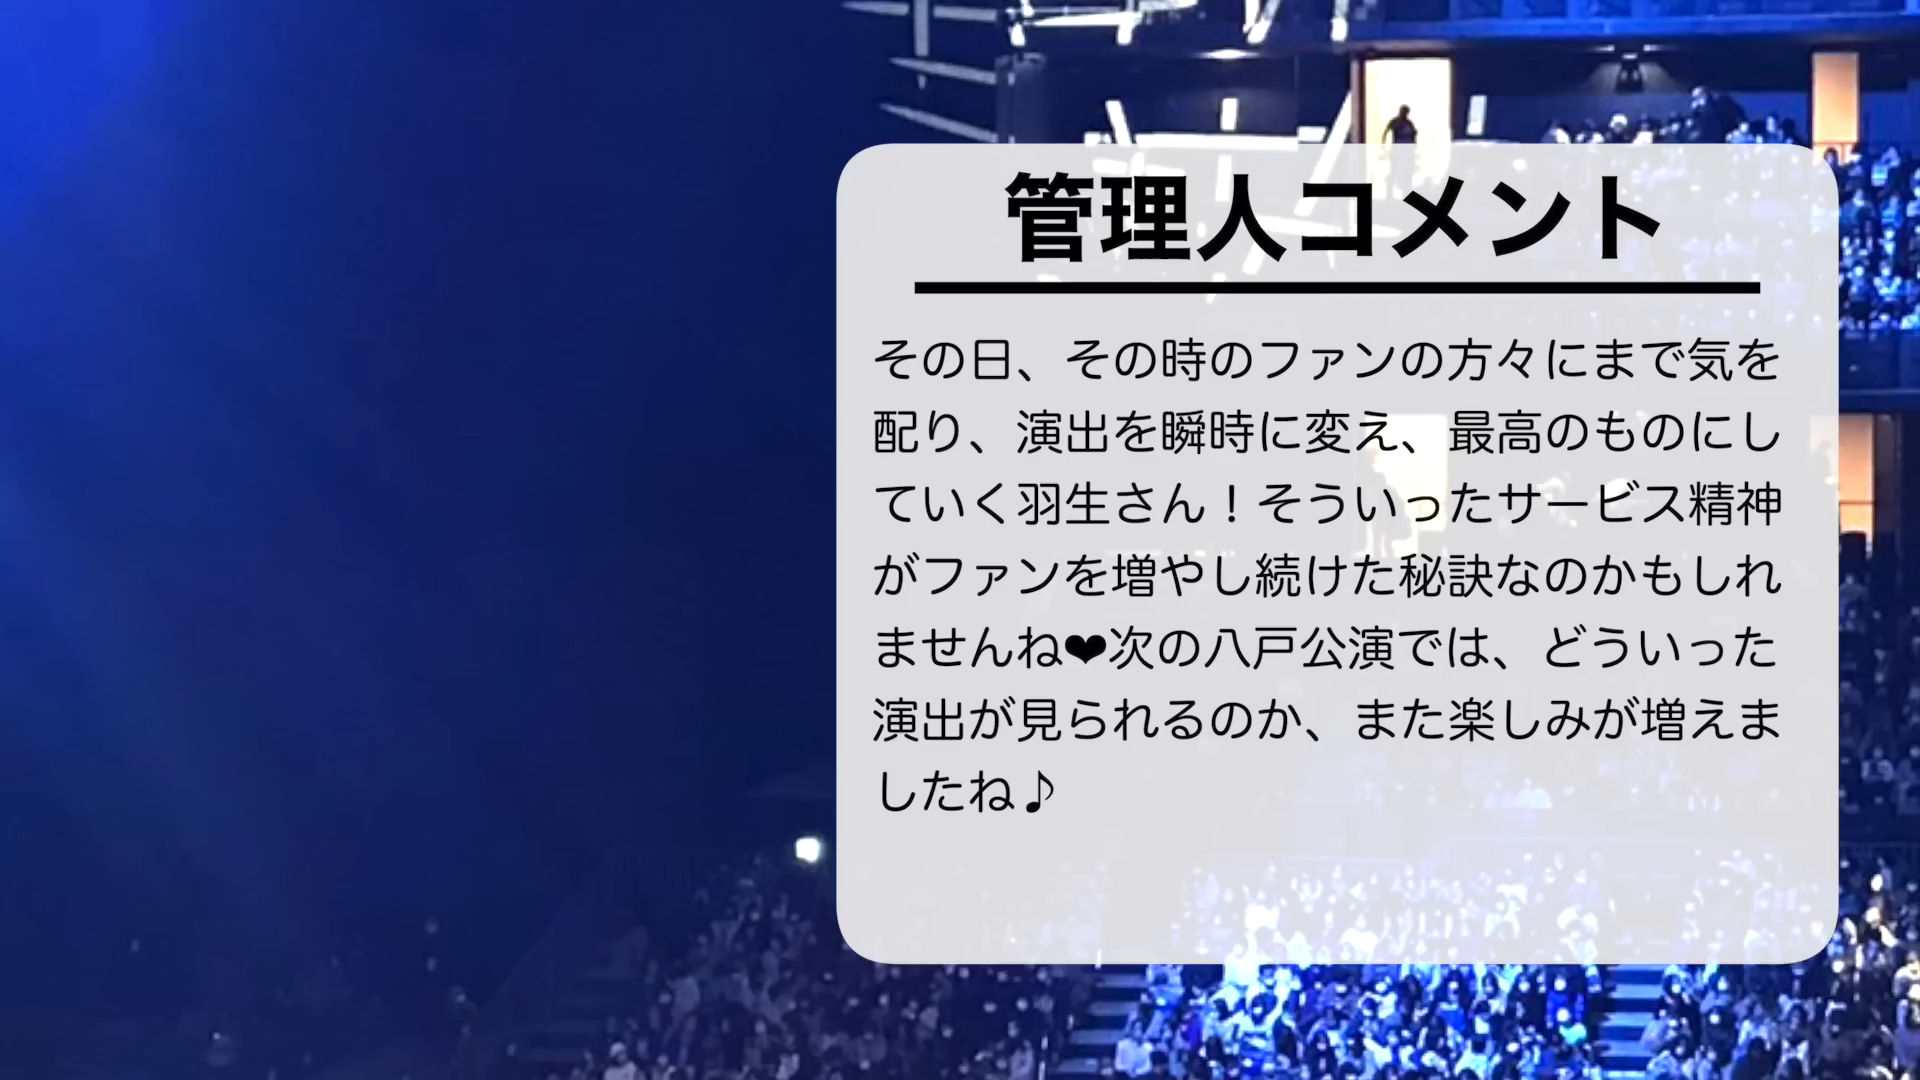 管理人コメント
その日、その時のファンの方々にまで気を
配り、演出を瞬時に変え、最高のものにし
ていく羽生さん！そういったサービス精神
がファンを増やし続けた秘訣なのかもしれ
ませんね❤次の八戸公演では、どういった
演出が見られるのか、また楽しみが増えま
したね♪